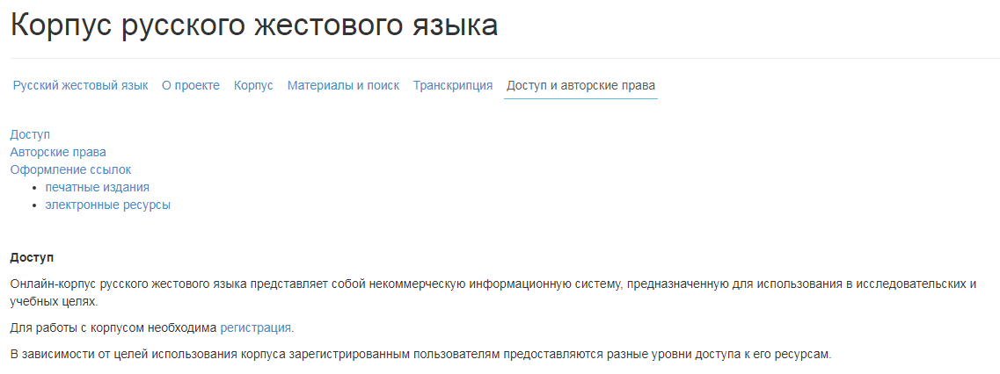 Корпус русского жестового языка
Русский жестовый язык О проекте Корпус Материалы и поиск Транскрипция Доступ и авторские права
Доступ
Авторские права
Оформление ссылок
• печатные издания
• электронные ресурсы
Доступ
Онлайн-корпус русского жестового языка представляет собой некоммерческую информационную систему, предназначенную для использования в исследовательских и
учебных целях.
Для работы с корпусом необходима регистрация.
В зависимости от целей использования корпуса зарегистрированным пользователям предоставляются разные уровни доступа к его ресурсам.